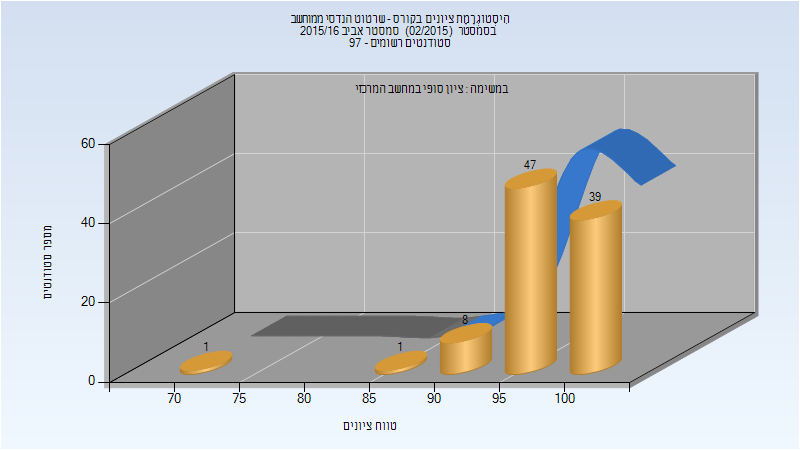 היסטוגרמת ציונים בקורס - שרטוט הנדסי ממוחשב
בסמסטר (02/2015) סמסטר אביב 2015/16
סטודנטים רשומים - 97
במשימה : ציון סופי במחשב המרכזי
מספר סטודנטים
60
40
20
0
1
1
8
47
39
70 75 80 85 90 95 100
טווח ציונים